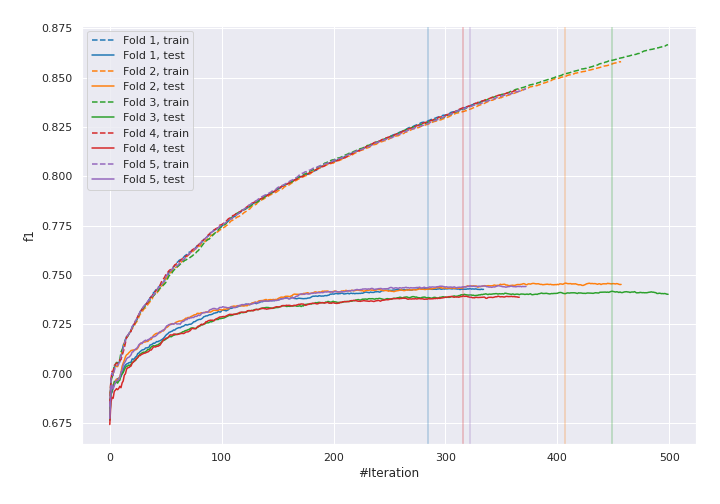 0.875
0.850
0.825
0.800
0.775
0.750
0.725
0.700
0.675
f1
Fold 1, train
Fold 1, test
Fold 2, train
Fold 2, test
Fold 3, train
Fold 3, test
Fold 4, train
Fold 4, test
Fold 5, train
Fold 5, test
0 100 200 300 400 500
#Iteration